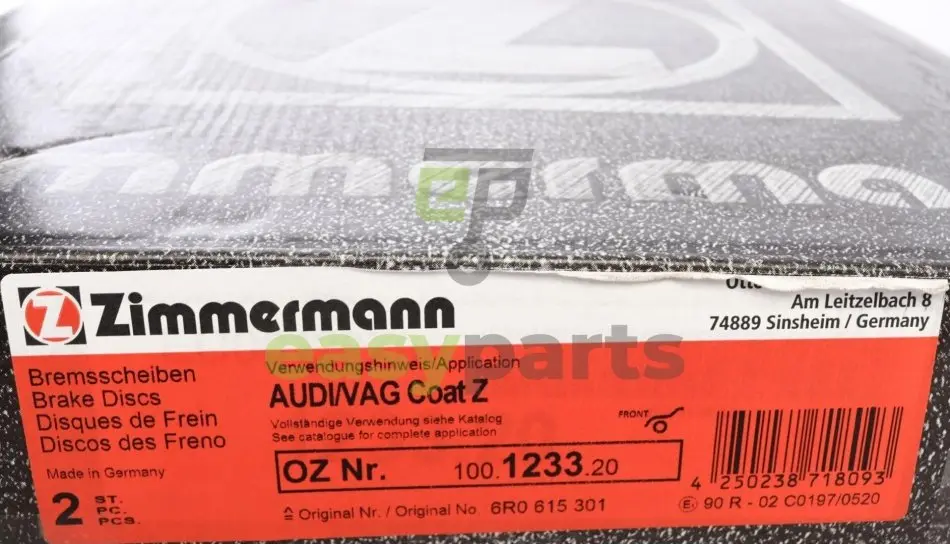 Zimmermann
Am Leitzelbach 8
74889 Sinsheim / Germany
Bremsscheiben
Brake Discs
Disques de Frein
Discos des Freno
Made in Germany
2 ST.
PC.
PCS.
Verwendungshinweis/Application
AUDI/VAG Coat Z
Vollständige Verwendung siehe Katalog
See catalogue for complete application
FRONT
OZ Nr. 100.1233.20
≙ Original Nr. / Original No. 6R0 615 301
4 250238 718093
E1 90 R - 02 C0197/0520
ep
easyparts